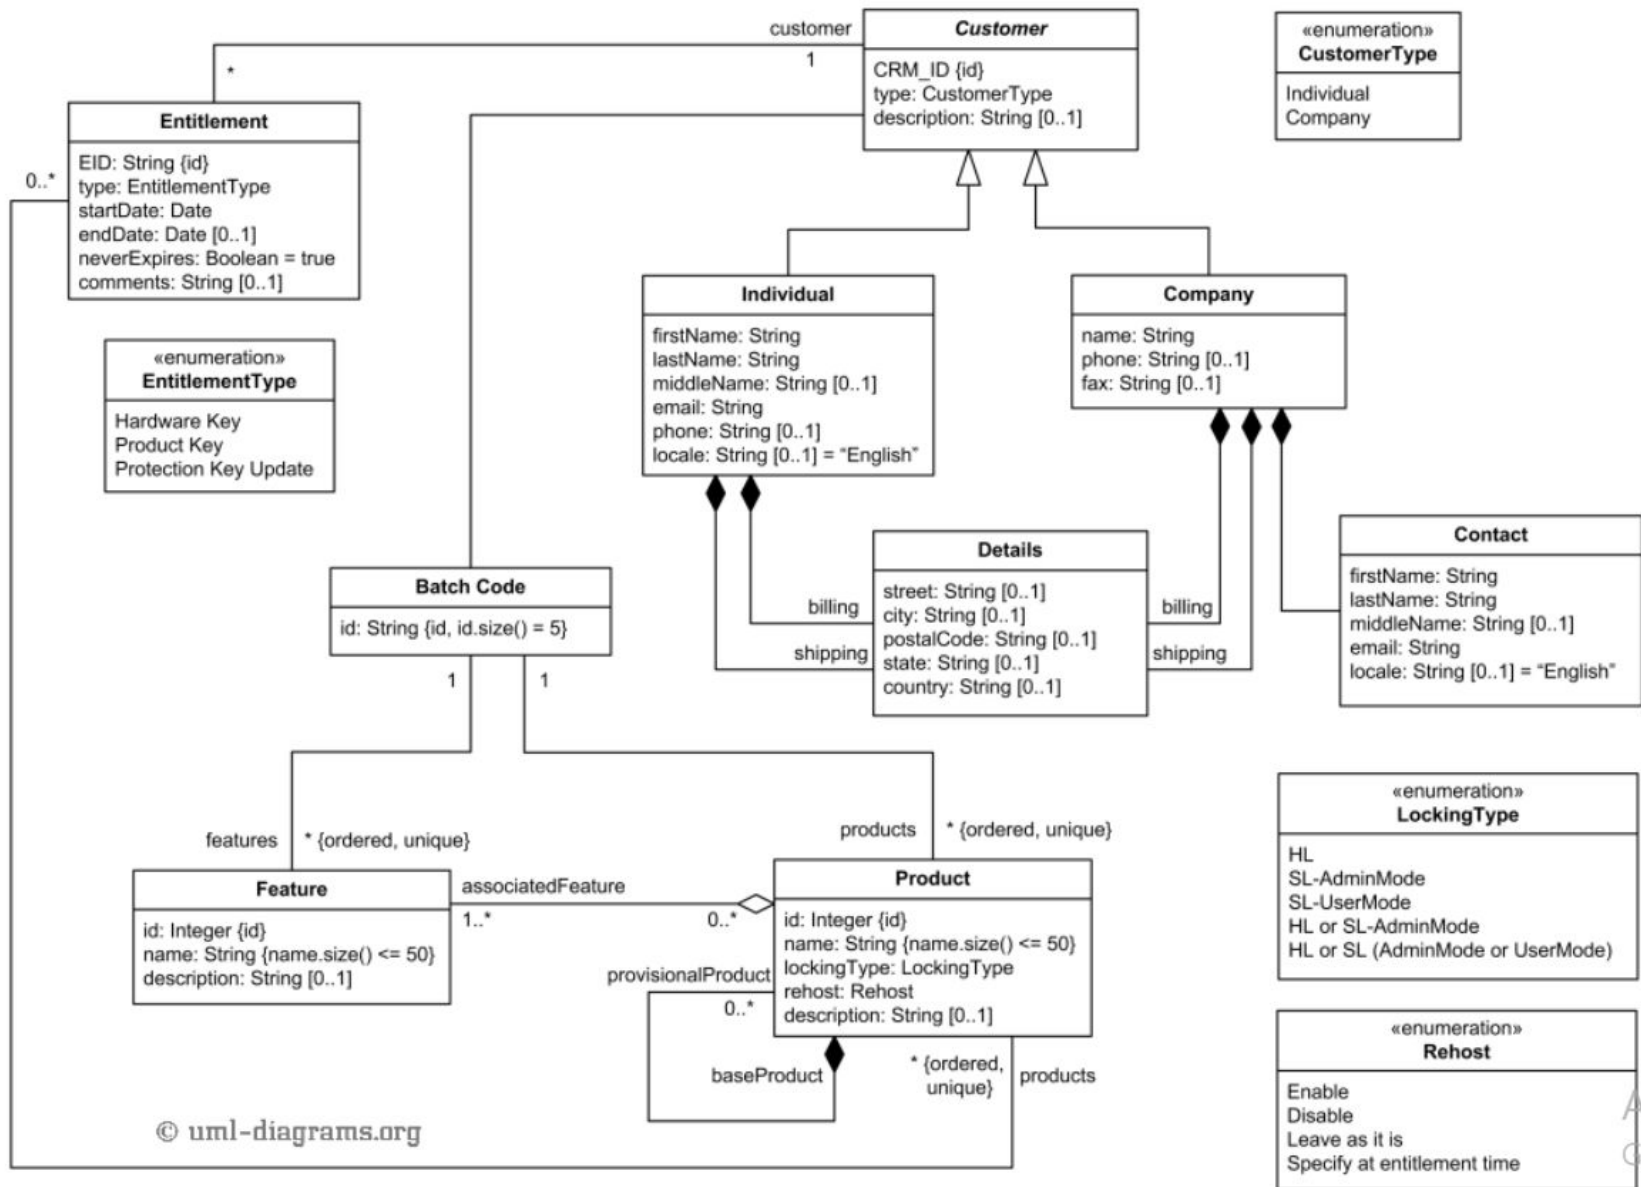 customer
1
*
Customer
CRM_ID {id}
type: CustomerType
description: String [0..1]
«enumeration»
CustomerType
Individual
Company
Entitlement
EID: String {id}
type: EntitlementType
startDate: Date
endDate: Date [0..1]
neverExpires: Boolean = true
comments: String [0..1]
0..*
«enumeration»
EntitlementType
Hardware Key
Product Key
Protection Key Update
Individual
firstName: String
lastName: String
middleName: String [0..1]
email: String
phone: String [0..1]
locale: String [0..1] = “English”
Company
name: String
phone: String [0..1]
fax: String [0..1]
Details
street: String [0..1]
city: String [0..1]
postalCode: String [0..1]
state: String [0..1]
country: String [0..1]
billing
shipping
billing
shipping
Contact
firstName: String
lastName: String
middleName: String [0..1]
email: String
locale: String [0..1] = “English”
Batch Code
id: String {id, id.size() = 5}
1
1
features
* {ordered, unique}
products
* {ordered, unique}
Feature
id: Integer {id}
name: String {name.size() <= 50}
description: String [0..1]
associatedFeature
1..*
0..*
Product
id: Integer {id}
name: String {name.size() <= 50}
lockingType: LockingType
rehost: Rehost
description: String [0..1]
provisionalProduct
0..*
baseProduct
* {ordered,
unique}
products
«enumeration»
LockingType
HL
SL-AdminMode
SL-UserMode
HL or SL-AdminMode
HL or SL (AdminMode or UserMode)
«enumeration»
Rehost
Enable
Disable
Leave as it is
Specify at entitlement time
© uml-diagrams.org